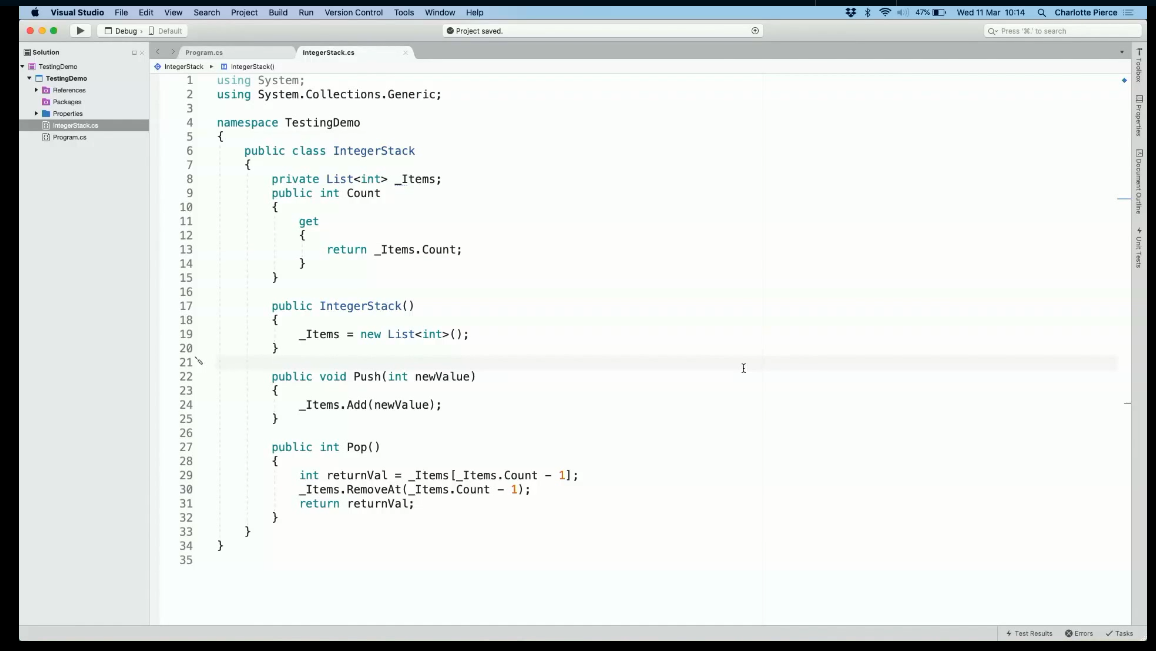 Visual Studio File Edit View Search Project Build Run Version Control Tools Window Help 47% Wed 11 Mar 10:14 Charlotte Pierce
Debug Default Project saved. Press '⌘.' to search
Solution
Program.cs IntegerStack.cs
TestingDemo
TestingDemo
References
Packages
Properties
IntegerStack.cs
Program.cs
IntegerStack IntegerStack()
1 using System;
2 using System.Collections.Generic;
3
4 namespace TestingDemo
5 {
6 public class IntegerStack
7 {
8 private List<int> _Items;
9 public int Count
10 {
11 get
12 {
13 return _Items.Count;
14 }
15 }
16
17 public IntegerStack()
18 {
19 _Items = new List<int>();
20 }
21
22 public void Push(int newValue)
23 {
24 _Items.Add(newValue);
25 }
26
27 public int Pop()
28 {
29 int returnVal = _Items[_Items.Count - 1];
30 _Items.RemoveAt(_Items.Count - 1);
31 return returnVal;
32 }
33 }
34 }
35
Toolbox
Properties
Document Outline
Unit Tests
Test Results Errors Tasks